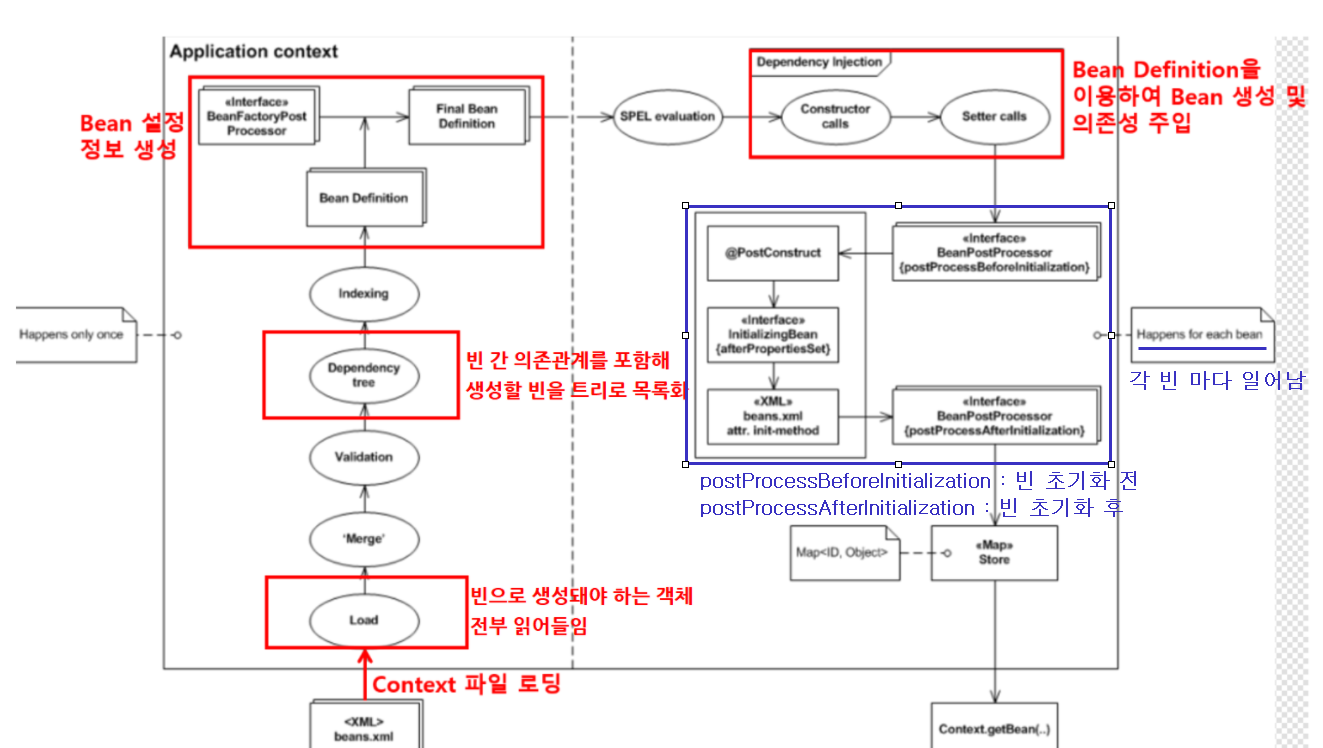 Application context
«Interface»
BeanFactoryPost
Processor
Final Bean
Definition
Bean 설정
정보 생성
Bean Definition
Indexing
Happens only once
Dependency
tree
빈 간 의존관계를 포함해
생성할 빈을 트리로 목록화
Validation
'Merge'
Load
빈으로 생성돼야 하는 객체
전부 읽어들임
Context 파일 로딩
<XML>
beans.xml
SPEL evaluation
Dependency Injection
Constructor
calls
Setter calls
Bean Definition을
이용하여 Bean 생성 및
의존성 주입
«Interface»
BeanPostProcessor
{postProcessBeforeInitialization}
@PostConstruct
«Interface»
InitializingBean
{afterPropertiesSet}
«XML»
beans.xml
attr. init-method
«Interface»
BeanPostProcessor
{postProcessAfterInitialization}
Happens for each bean
각 빈 마다 일어남
postProcessBeforeInitialization : 빈 초기화 전
postProcessAfterInitialization : 빈 초기화 후
Map<ID, Object>
«Map»
Store
Context.getBean(..)